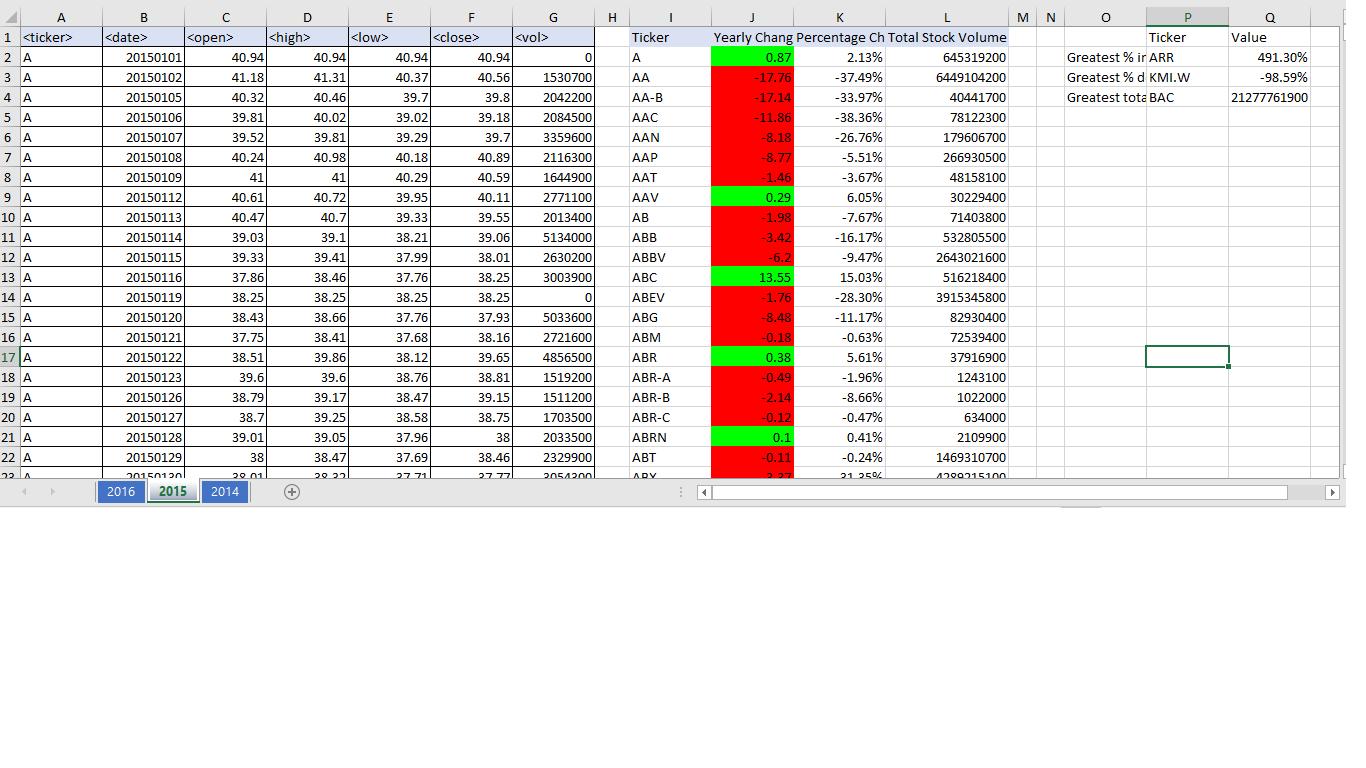 A B C D E F G H I J K L M N O P Q
1 <ticker> <date> <open> <high> <low> <close> <vol> Ticker Yearly Chang Percentage Ch Total Stock Volume Ticker Value
2 A 20150101 40.94 40.94 40.94 40.94 0 A 0.87 2.13% 645319200 Greatest % in ARR 491.30%
3 A 20150102 41.18 41.31 40.37 40.56 1530700 AA -17.76 -37.49% 6449104200 Greatest % d KMI.W -98.59%
4 A 20150105 40.32 40.46 39.7 39.8 2042200 AA-B -17.14 -33.97% 40441700 Greatest tota BAC 21277761900
5 A 20150106 39.81 40.02 39.02 39.18 2084500 AAC -11.86 -38.36% 78122300
6 A 20150107 39.52 39.81 39.29 39.7 3359600 AAN -8.18 -26.76% 179606700
7 A 20150108 40.24 40.98 40.18 40.89 2116300 AAP -8.77 -5.51% 266930500
8 A 20150109 41 41 40.29 40.59 1644900 AAT -1.46 -3.67% 48158100
9 A 20150112 40.61 40.72 39.95 40.11 2771100 AAV 0.29 6.05% 30229400
10 A 20150113 40.47 40.7 39.33 39.55 2013400 AB -1.98 -7.67% 71403800
11 A 20150114 39.03 39.1 38.21 39.06 5134000 ABB -3.42 -16.17% 532805500
12 A 20150115 39.33 39.41 37.99 38.01 2630200 ABBV -6.2 -9.47% 2643021600
13 A 20150116 37.86 38.46 37.76 38.25 3003900 ABC 13.55 15.03% 516218400
14 A 20150119 38.25 38.25 38.25 38.25 0 ABEV -1.76 -28.30% 3915345800
15 A 20150120 38.43 38.66 37.76 37.93 5033600 ABG -8.48 -11.17% 82930400
16 A 20150121 37.75 38.41 37.68 38.16 2721600 ABM -0.18 -0.63% 72539400
17 A 20150122 38.51 39.86 38.12 39.65 4856500 ABR 0.38 5.61% 37916900
18 A 20150123 39.6 39.6 38.76 38.81 1519200 ABR-A -0.49 -1.96% 1243100
19 A 20150126 38.79 39.17 38.47 39.15 1511200 ABR-B -2.14 -8.66% 1022000
20 A 20150127 38.7 39.25 38.58 38.75 1703500 ABR-C -0.12 -0.47% 634000
21 A 20150128 39.01 39.05 37.96 38 2033500 ABRN 0.1 0.41% 2109900
22 A 20150129 38 38.47 37.69 38.46 2329900 ABT -0.11 -0.24% 1469310700
23 A 20150130 38.01 38.32 37.71 37.77 ABX
2016 2015 2014